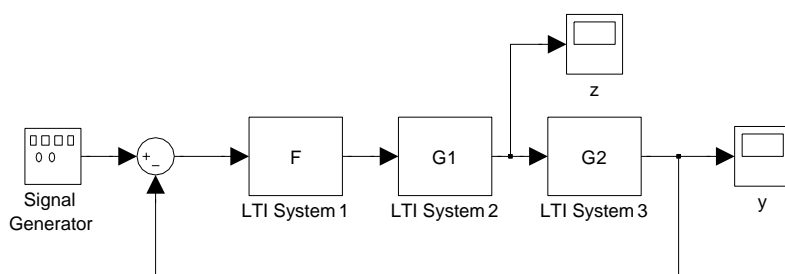 z
+
−
F
G1
G2
Signal
Generator
LTI System 1
LTI System 2
LTI System 3
y